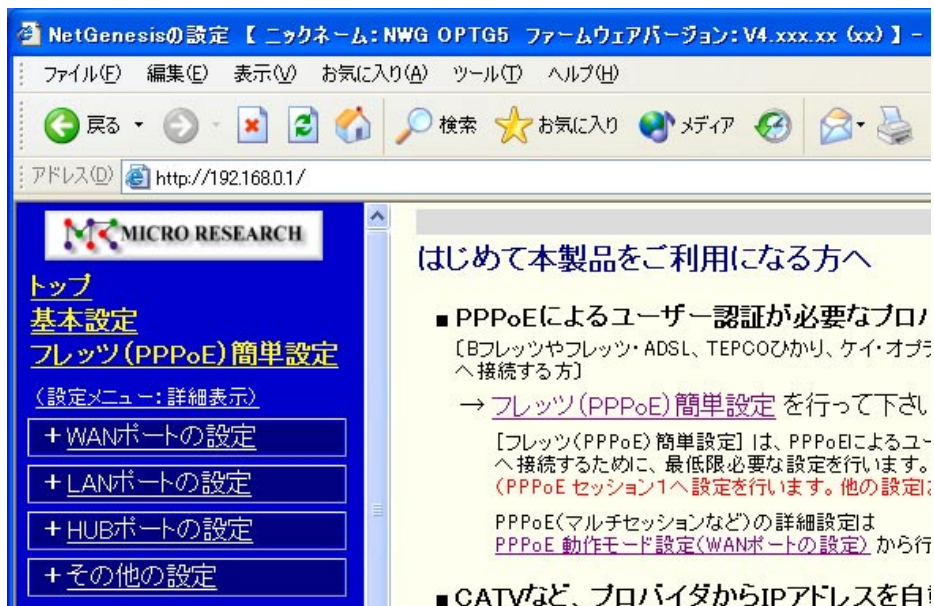 NetGenesisの設定 【 ニックネーム：NWG OPTG5 ファームウェアバージョン：V4.xxx.xx (xx) 】 -
ファイル(F) 編集(E) 表示(V) お気に入り(A) ツール(T) ヘルプ(H)
戻る 検索 お気に入り メディア
アドレス(D) http://192.168.0.1/
MICRO RESEARCH
トップ
基本設定
フレッツ(PPPoE)簡単設定
(設定メニュー：詳細表示)
+WANポートの設定
+LANポートの設定
+HUBポートの設定
+その他の設定
はじめて本製品をご利用になる方へ
■PPPoEによるユーザー認証が必要なプロバ
〔Bフレッツやフレッツ・ADSL、TEPCOひかり、ケイ・オプテ
へ接続する方〕
→ フレッツ(PPPoE)簡単設定 を行って下さい
[フレッツ(PPPoE)簡単設定] は、PPPoEによるユー
へ接続するために、最低限必要な設定を行います。
(PPPoE セッション1へ設定を行います。他の設定は
PPPoE(マルチセッションなど)の詳細設定は
PPPoE 動作モード設定(WANポートの設定) から行
■CATVなど、プロバイダからIPアドレスを自動